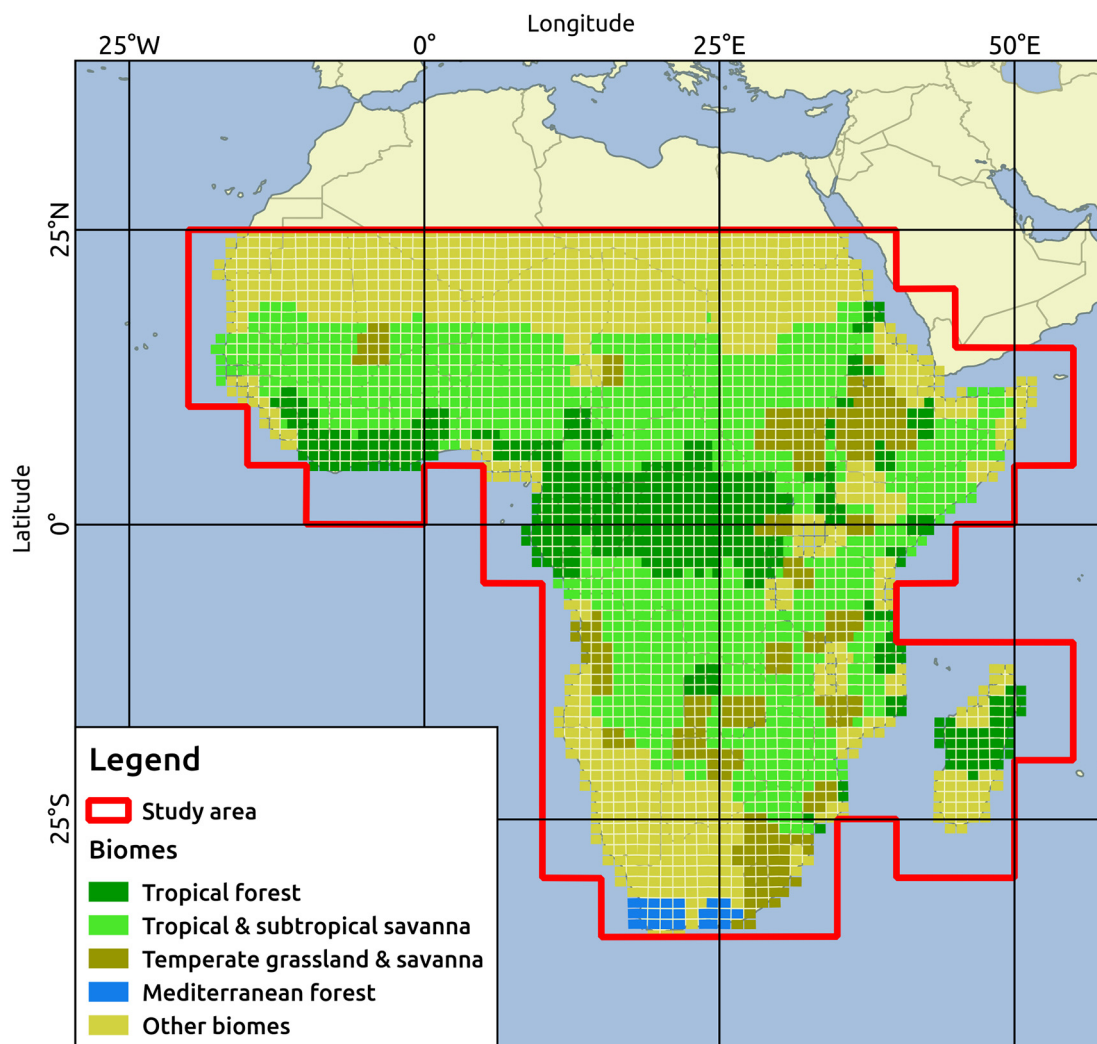 Longitude
25°W
0°
25°E
50°E
25°N
Latitude
0°
25°S
Legend
Study area
Biomes
Tropical forest
Tropical & subtropical savanna
Temperate grassland & savanna
Mediterranean forest
Other biomes